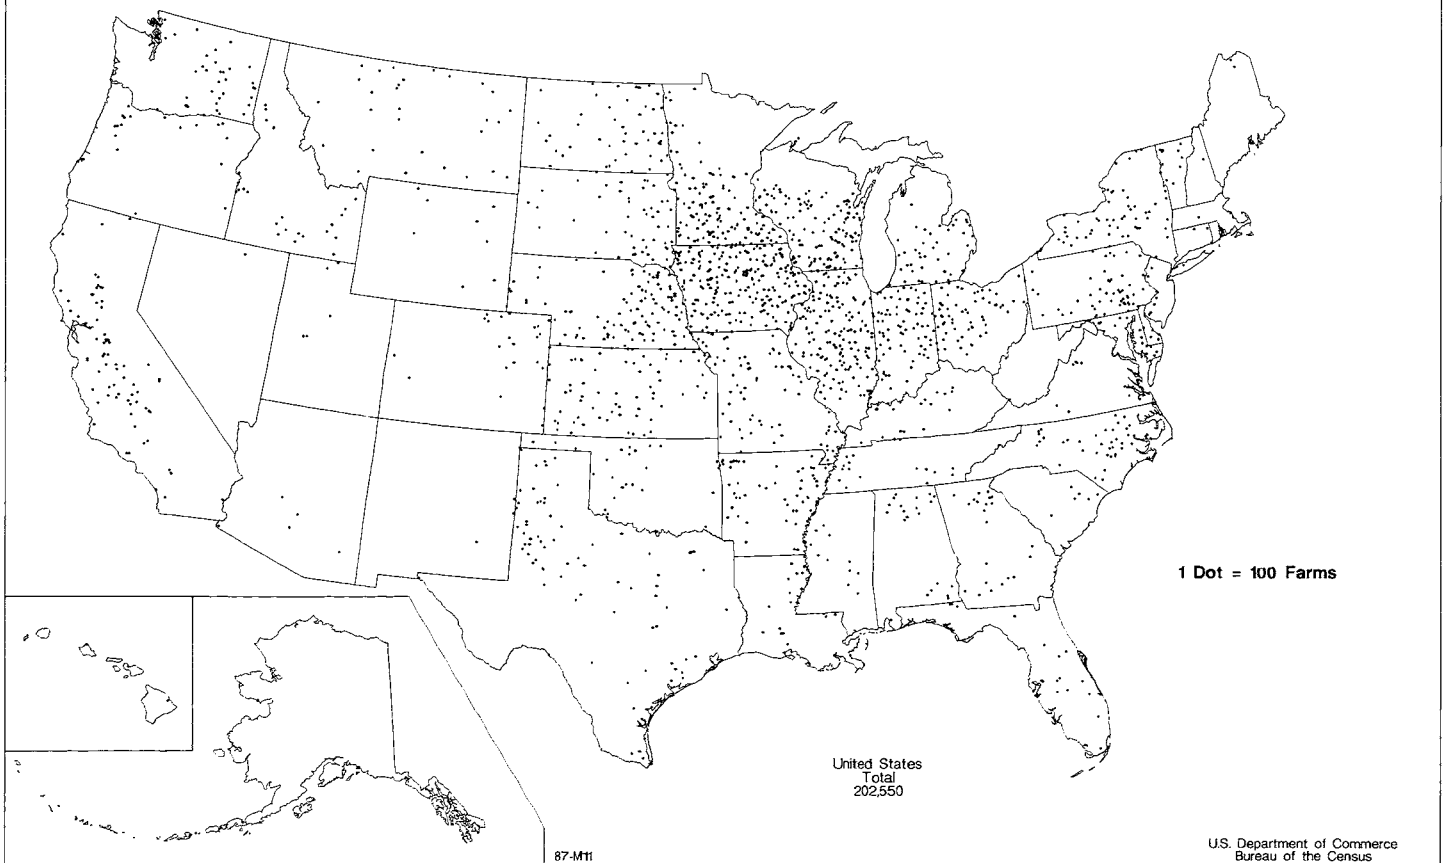 1 Dot = 100 Farms
United States
Total
202,550
87-M11
U.S. Department of Commerce
Bureau of the Census